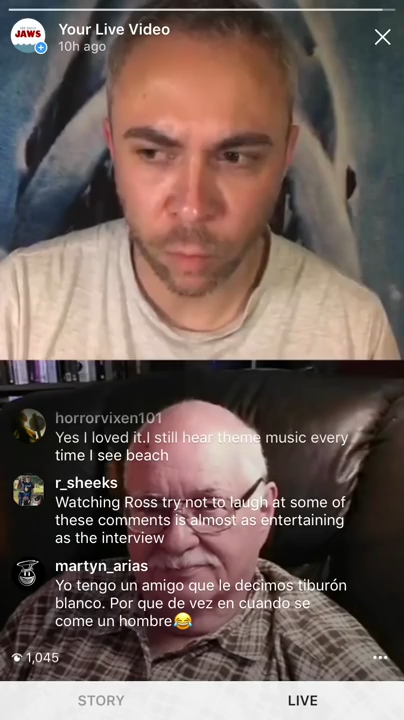 JAWS
Your Live Video
10h ago
horrorvixen101
Yes I loved it.I still hear theme music every
time I see beach
r_sheeks
Watching Ross try not to laugh at some of
these comments is almost as entertaining
as the interview
martyn_arias
Yo tengo un amigo que le decimos tiburón
blanco. Por que de vez en cuando se
come un hombre😂
1,045
STORY
LIVE